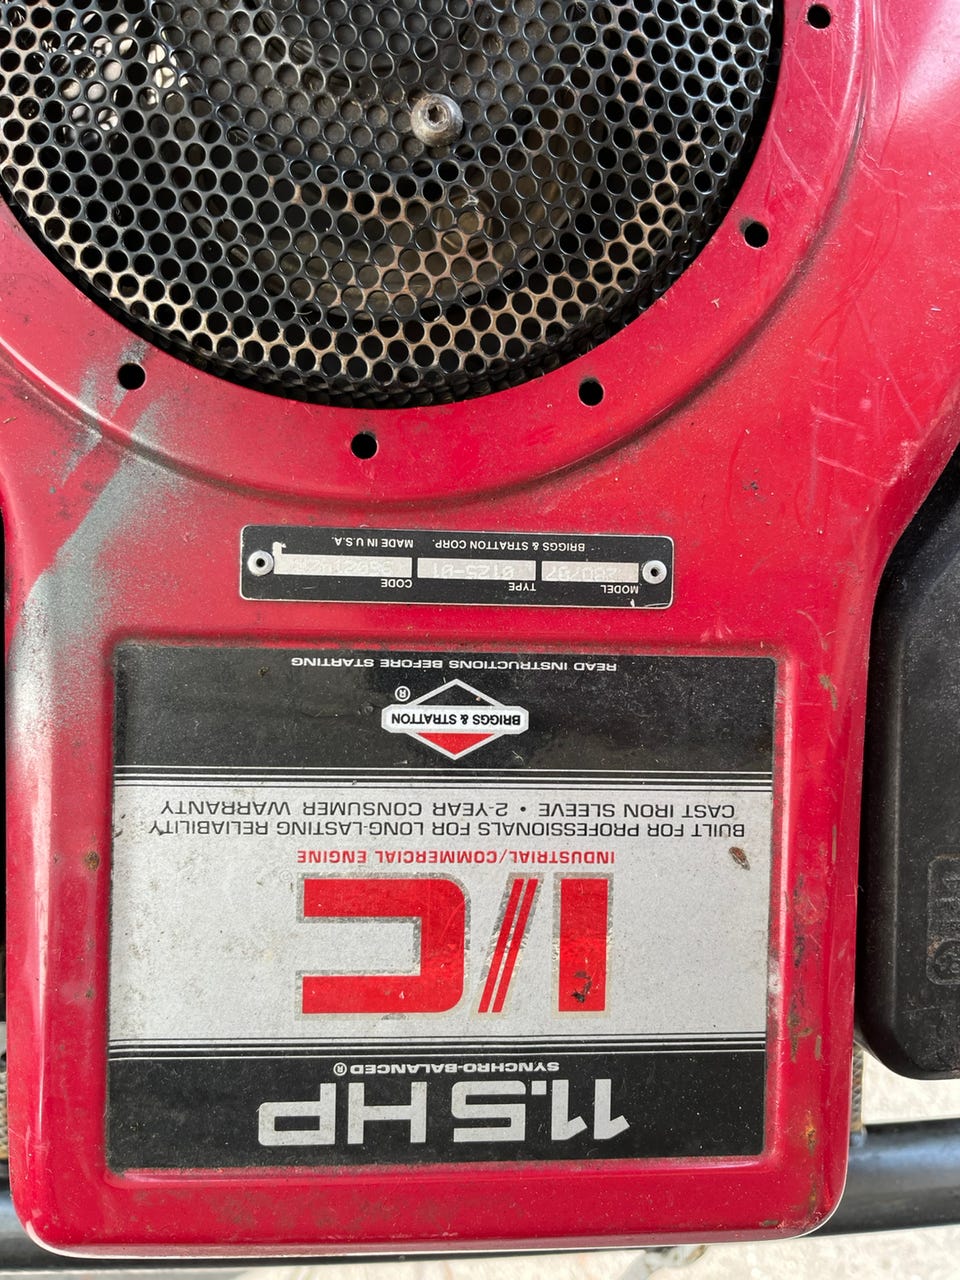 11.5 HP
SYNCHRO-BALANCED®
I/C
INDUSTRIAL/COMMERCIAL ENGINE
BUILT FOR PROFESSIONALS FOR LONG-LASTING RELIABILITY
CAST IRON SLEEVE • 2-YEAR CONSUMER WARRANTY
BRIGGS & STRATTON ®
READ INSTRUCTIONS BEFORE STARTING
MODEL TYPE CODE
280707 0125-01
BRIGGS & STRATTON CORP. MADE IN U.S.A.